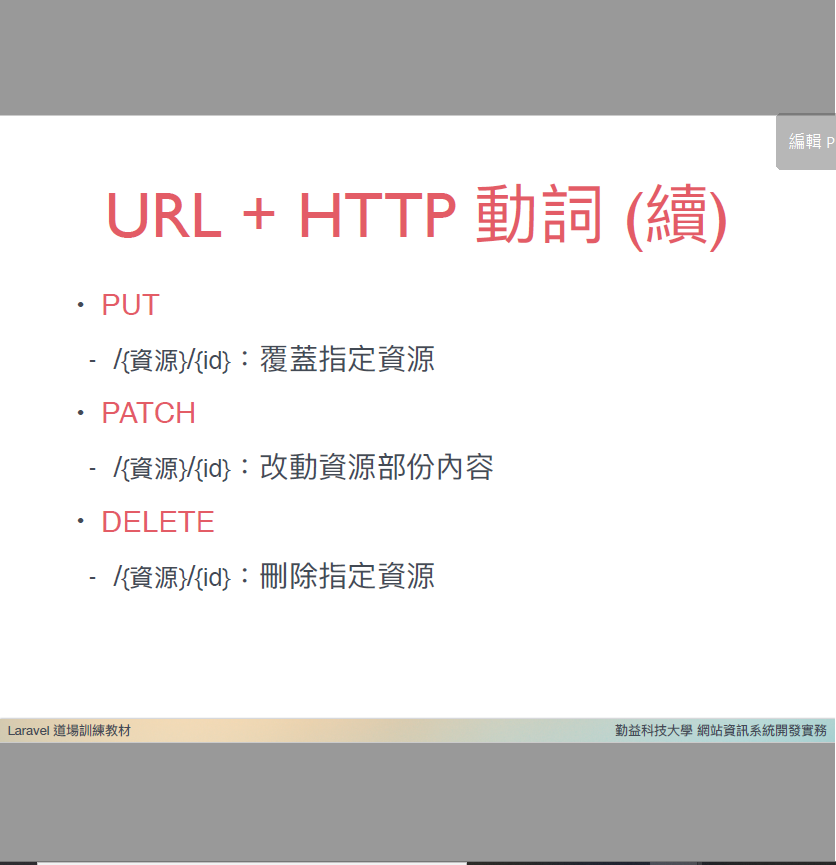 編輯 P
URL + HTTP 動詞 (續)
• PUT
- /{資源}/{id}：覆蓋指定資源
• PATCH
- /{資源}/{id}：改動資源部份內容
• DELETE
- /{資源}/{id}：刪除指定資源
Laravel 道場訓練教材
勤益科技大學 網站資訊系統開發實務